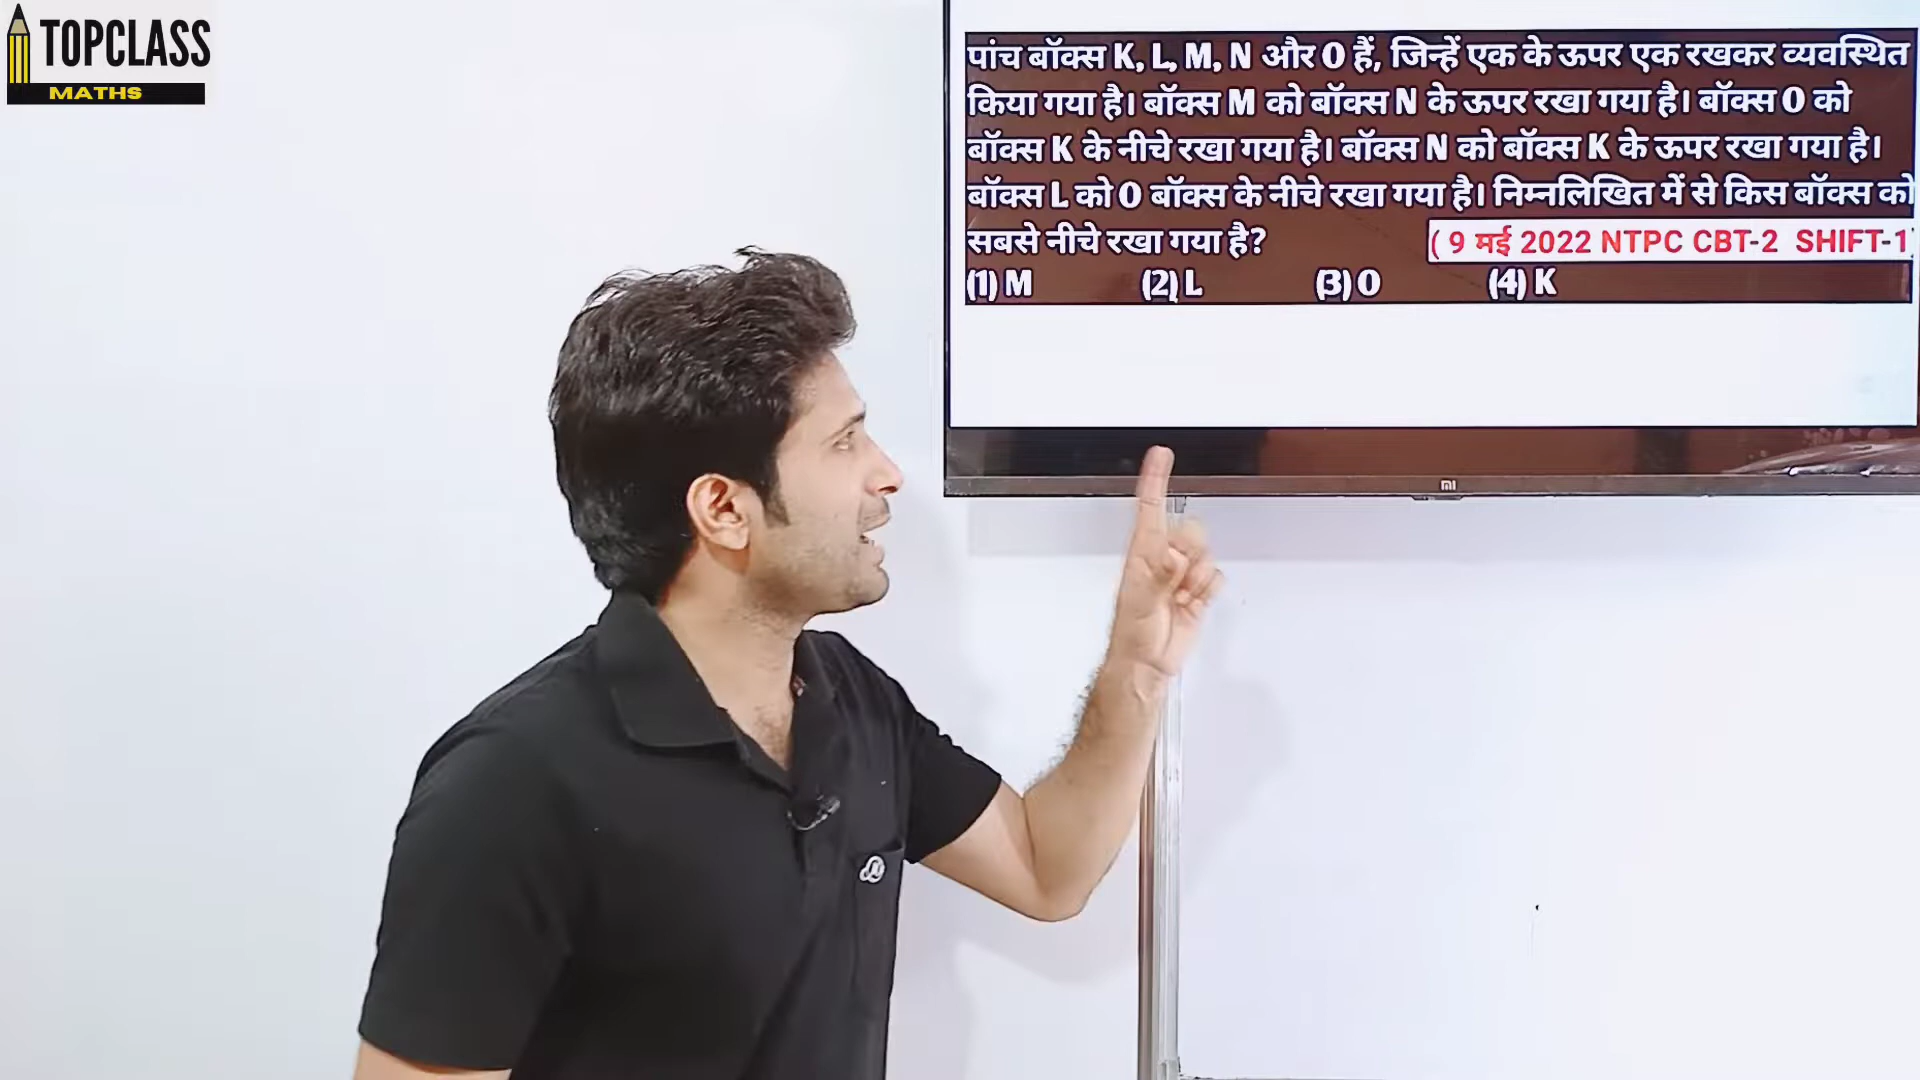 TOPCLASS
MATHS
पांच बॉक्स K, L, M, N और O हैं, जिन्हें एक के ऊपर एक रखकर व्यवस्थित
किया गया है। बॉक्स M को बॉक्स N के ऊपर रखा गया है। बॉक्स O को
बॉक्स K के नीचे रखा गया है। बॉक्स N को बॉक्स K के ऊपर रखा गया है।
बॉक्स L को O बॉक्स के नीचे रखा गया है। निम्नलिखित में से किस बॉक्स को
सबसे नीचे रखा गया है? ( 9 मई 2022 NTPC CBT-2 SHIFT-1)
(1) M (2) L (3) O (4) K
mi